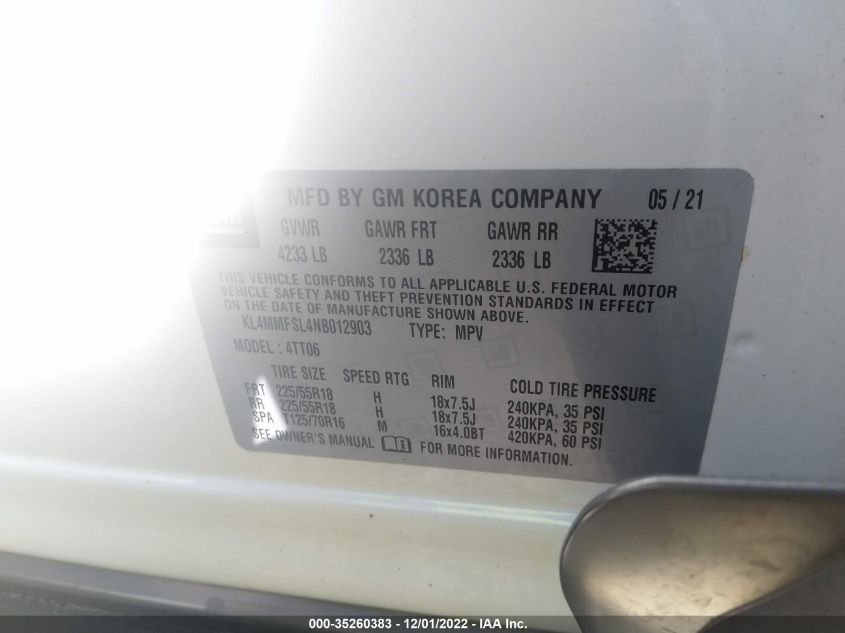 MFD BY GM KOREA COMPANY 05 / 21
GVWR GAWR FRT GAWR RR
4233 LB 2336 LB 2336 LB
THIS VEHICLE CONFORMS TO ALL APPLICABLE U.S. FEDERAL MOTOR
VEHICLE SAFETY AND THEFT PREVENTION STANDARDS IN EFFECT
ON THE DATE OF MANUFACTURE SHOWN ABOVE.
KL4MMFSL4NB012903 TYPE: MPV
MODEL : 4TT06
TIRE SIZE SPEED RTG RIM COLD TIRE PRESSURE
FRT 225/55R18 H 18x7.5J 240KPA, 35 PSI
RR 225/55R18 H 18x7.5J 240KPA, 35 PSI
SPA T125/70R16 M 16x4.0BT 420KPA, 60 PSI
SEE OWNER'S MANUAL FOR MORE INFORMATION.
000-35260383 - 12/01/2022 - IAA Inc.